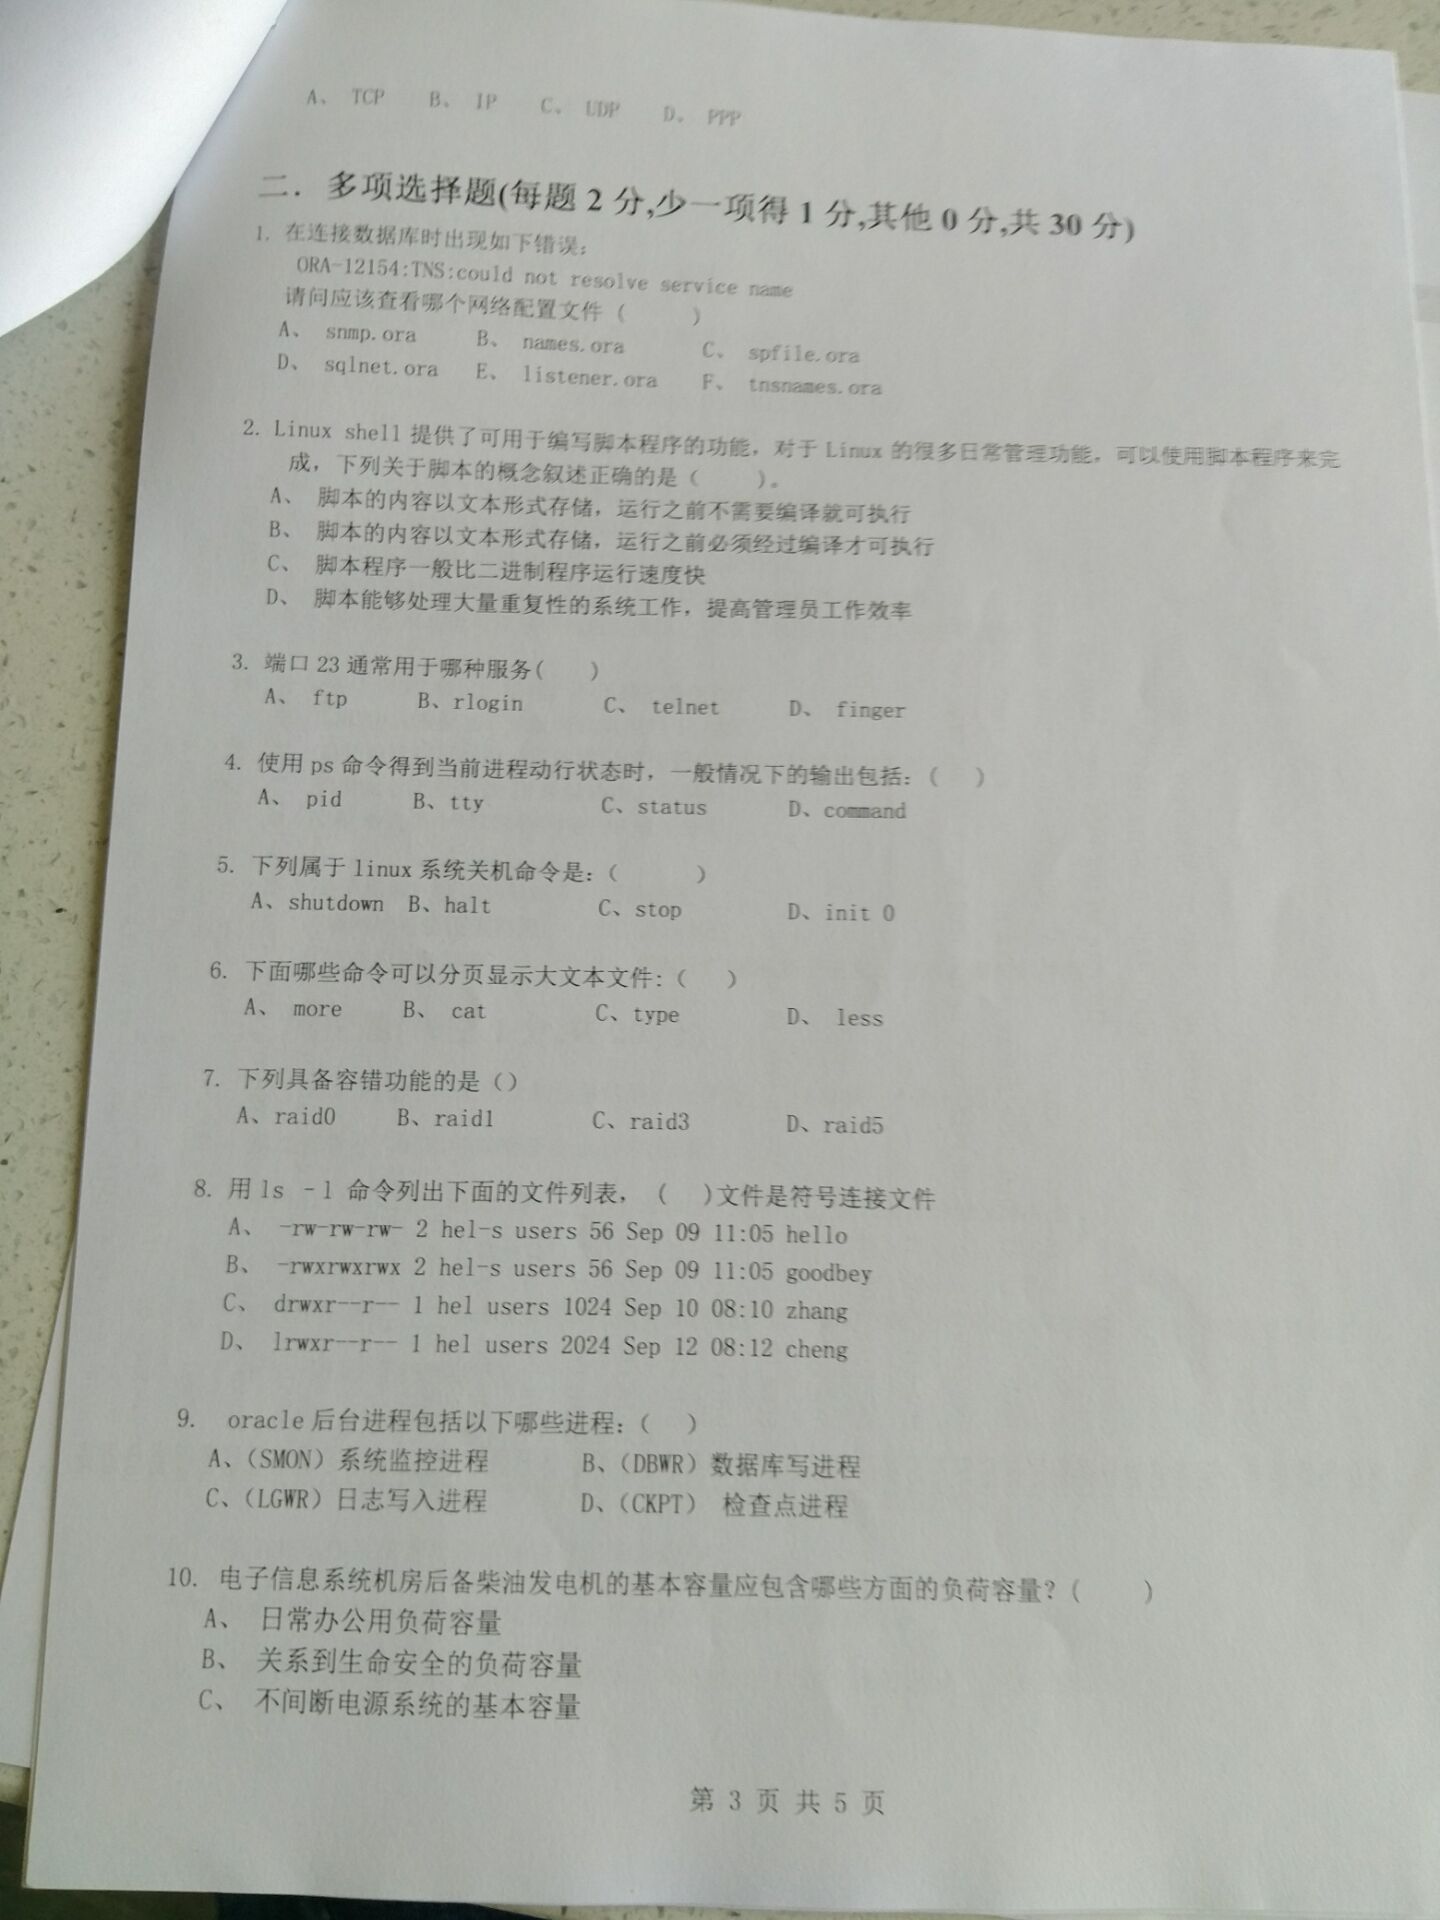 A、 TCP B、 IP C、 UDP D、 PPP
二. 多项选择题(每题 2 分,少一项得 1 分,其他 0 分,共 30 分)
1. 在连接数据库时出现如下错误:
ORA-12154:TNS:could not resolve service name
请问应该查看哪个网络配置文件 ( )
A、 snmp.ora B、 names.ora C、 spfile.ora
D、 sqlnet.ora E、 listener.ora F、 tnsnames.ora
2. Linux shell 提供了可用于编写脚本程序的功能，对于 Linux 的很多日常管理功能，可以使用脚本程序来完
成，下列关于脚本的概念叙述正确的是（ ）。
A、 脚本的内容以文本形式存储，运行之前不需要编译就可执行
B、 脚本的内容以文本形式存储，运行之前必须经过编译才可执行
C、 脚本程序一般比二进制程序运行速度快
D、 脚本能够处理大量重复性的系统工作，提高管理员工作效率
3. 端口 23 通常用于哪种服务( )
A、 ftp B、rlogin C、 telnet D、 finger
4. 使用 ps 命令得到当前进程动行状态时，一般情况下的输出包括:（ ）
A、 pid B、tty C、status D、command
5. 下列属于 linux 系统关机命令是:（ ）
A、shutdown B、halt C、stop D、init 0
6. 下面哪些命令可以分页显示大文本文件:（ ）
A、 more B、 cat C、type D、 less
7. 下列具备容错功能的是（）
A、raid0 B、raid1 C、raid3 D、raid5
8. 用 ls -l 命令列出下面的文件列表， ( )文件是符号连接文件
A、 -rw-rw-rw- 2 hel-s users 56 Sep 09 11:05 hello
B、 -rwxrwxrwx 2 hel-s users 56 Sep 09 11:05 goodbey
C、 drwxr--r-- 1 hel users 1024 Sep 10 08:10 zhang
D、 lrwxr--r-- 1 hel users 2024 Sep 12 08:12 cheng
9. oracle 后台进程包括以下哪些进程:（ ）
A、（SMON）系统监控进程 B、（DBWR）数据库写进程
C、（LGWR）日志写入进程 D、（CKPT） 检查点进程
10. 电子信息系统机房后备柴油发电机的基本容量应包含哪些方面的负荷容量？（ ）
A、 日常办公用负荷容量
B、 关系到生命安全的负荷容量
C、 不间断电源系统的基本容量
第 3 页 共 5 页